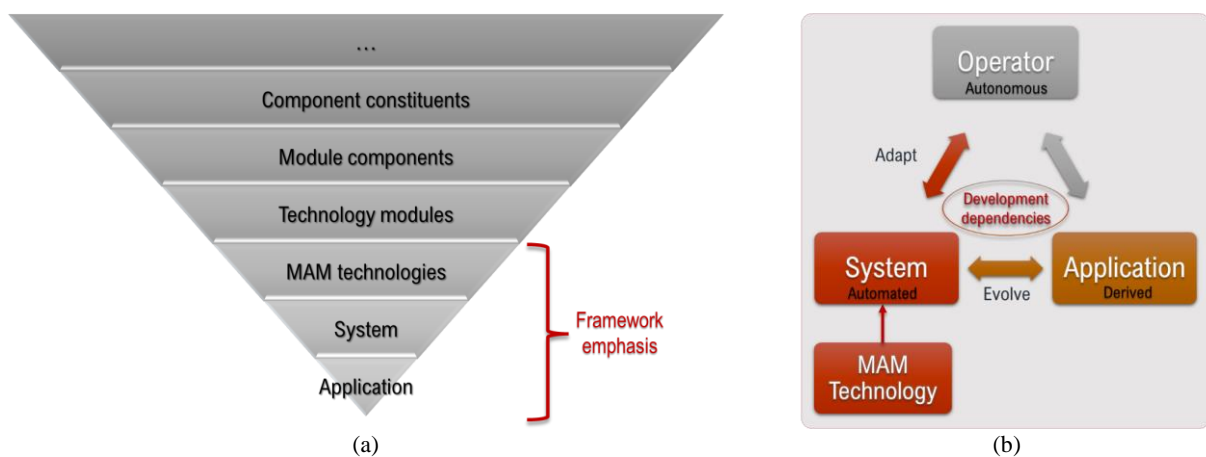 ...
Component constituents
Module components
Technology modules
MAM technologies
System
Application
Framework
emphasis
(a)
Operator
Autonomous
Adapt
Development
dependencies
System
Automated
Evolve
Application
Derived
MAM
Technology
(b)